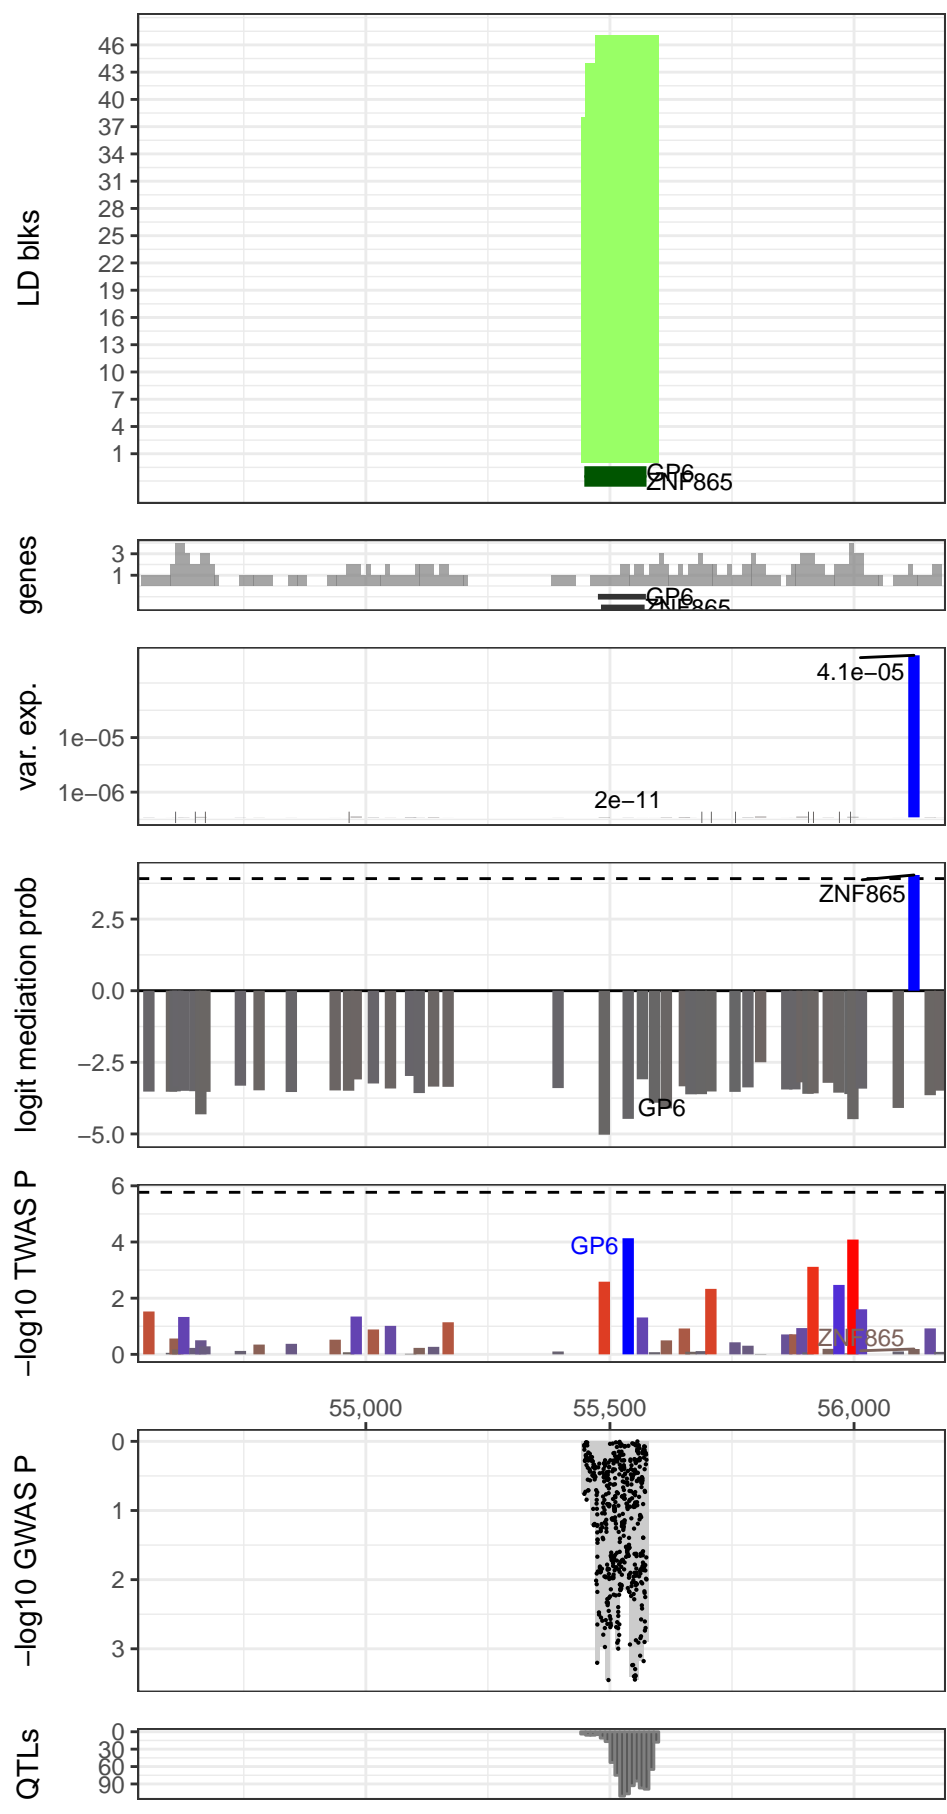 LD blks
46
43
40
37
34
31
28
25
22
19
16
13
10
7
4
1
GP6
ZNF865
genes
3
1
GP6
ZNF865
var. exp.
1e−05
1e−06
4.1e−05
2e−11
logit mediation prob
2.5
0.0
−2.5
−5.0
ZNF865
GP6
−log10 TWAS P
6
4
2
0
GP6
ZNF865
55,000
55,500
56,000
−log10 GWAS P
0
1
2
3
QTLs
0
30
60
90